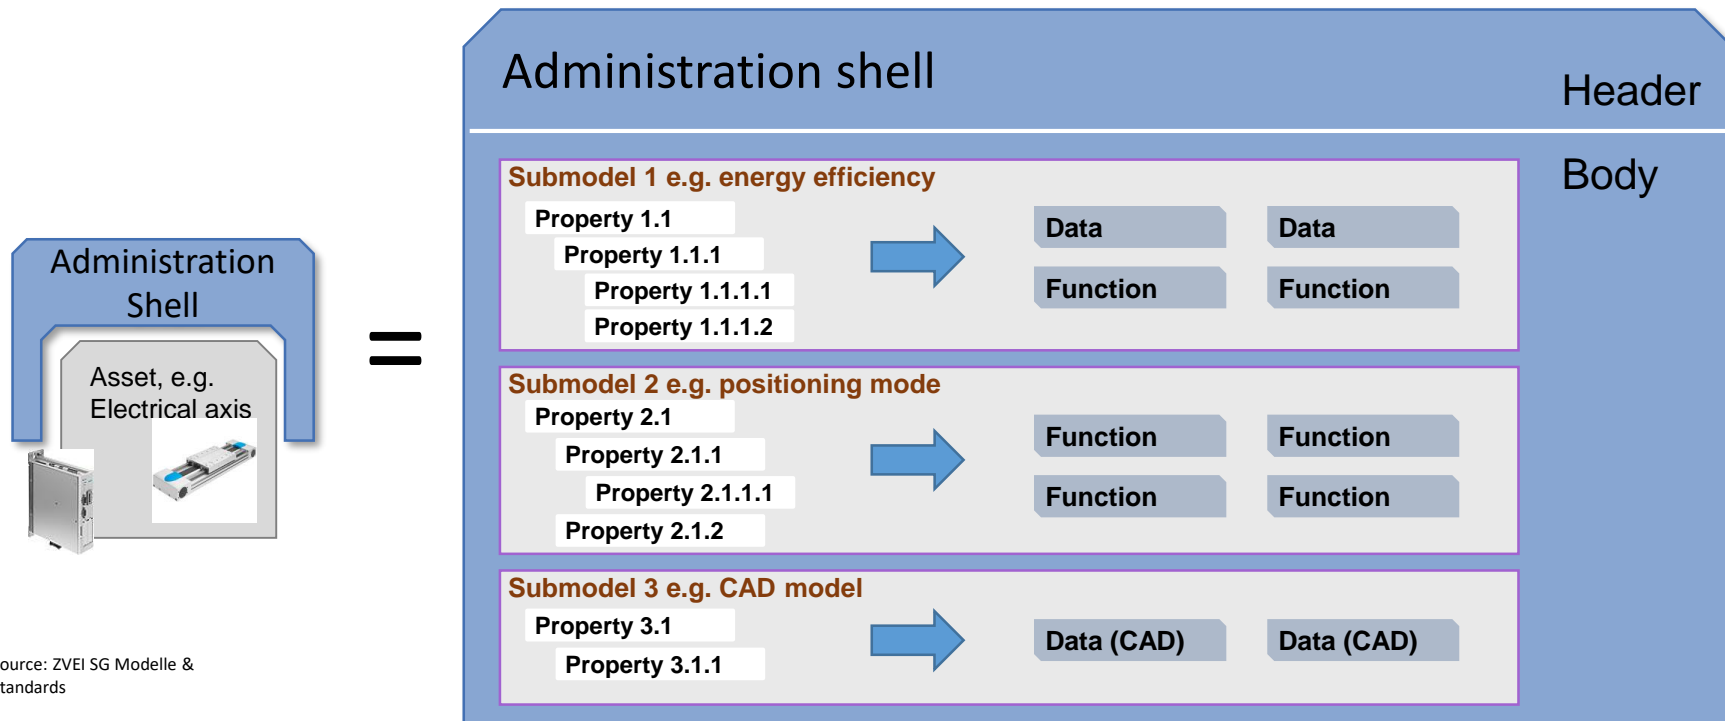 Administration shell
Header
Body
Submodel 1 e.g. energy efficiency
Property 1.1
Property 1.1.1
Property 1.1.1.1
Property 1.1.1.2
Data
Data
Function
Function
Administration
Shell
Asset, e.g.
Electrical axis
=
Submodel 2 e.g. positioning mode
Property 2.1
Property 2.1.1
Property 2.1.1.1
Property 2.1.2
Function
Function
Function
Function
Submodel 3 e.g. CAD model
Property 3.1
Property 3.1.1
Data (CAD)
Data (CAD)
ource: ZVEI SG Modelle &
tandards